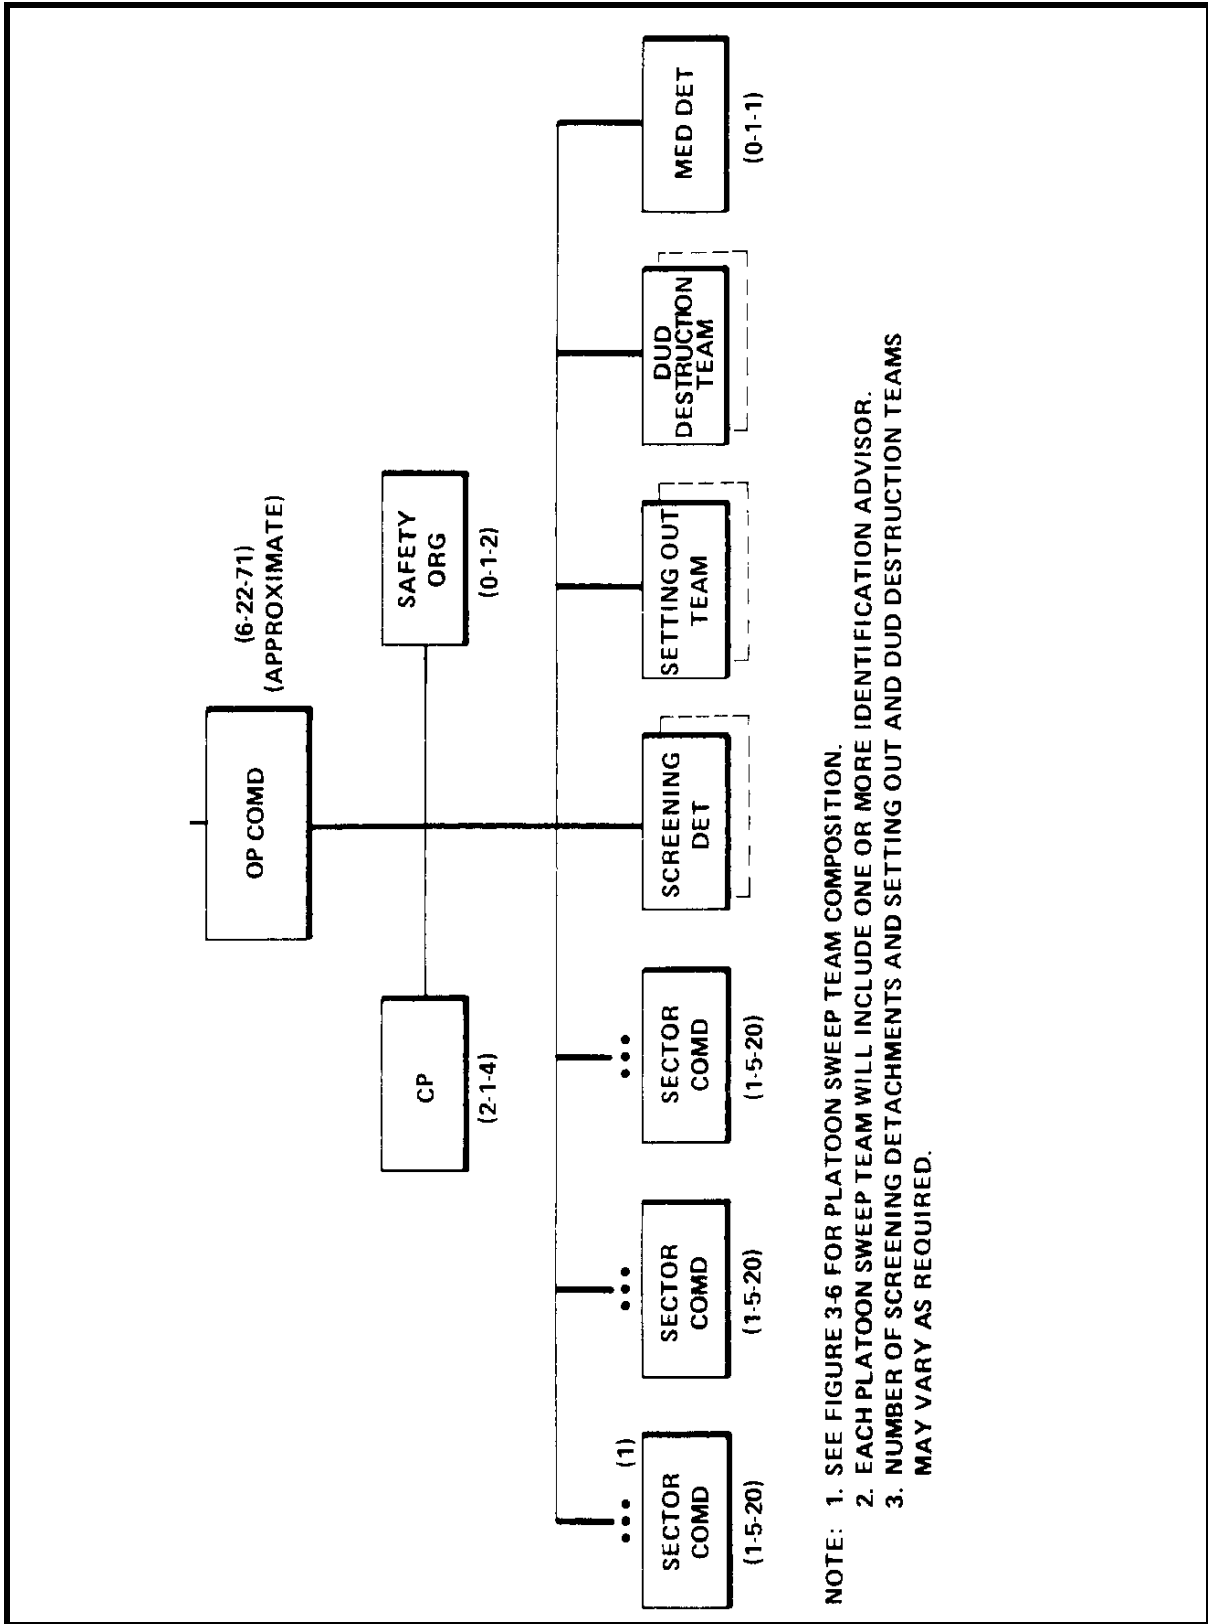 (6-22-71)
(APPROXIMATE)
OP COMD
CP
(2-1-4)
SAFETY
ORG
(0-1-2)
(1)
SECTOR
COMD
(1-5-20)
SECTOR
COMD
(1-5-20)
SECTOR
COMD
(1-5-20)
SCREENING
DET
SETTING OUT
TEAM
DUD
DESTRUCTION
TEAM
MED DET
(0-1-1)
NOTE: 1. SEE FIGURE 3-6 FOR PLATOON SWEEP TEAM COMPOSITION.
2. EACH PLATOON SWEEP TEAM WILL INCLUDE ONE OR MORE IDENTIFICATION ADVISOR.
3. NUMBER OF SCREENING DETACHMENTS AND SETTING OUT AND DUD DESTRUCTION TEAMS
MAY VARY AS REQUIRED.